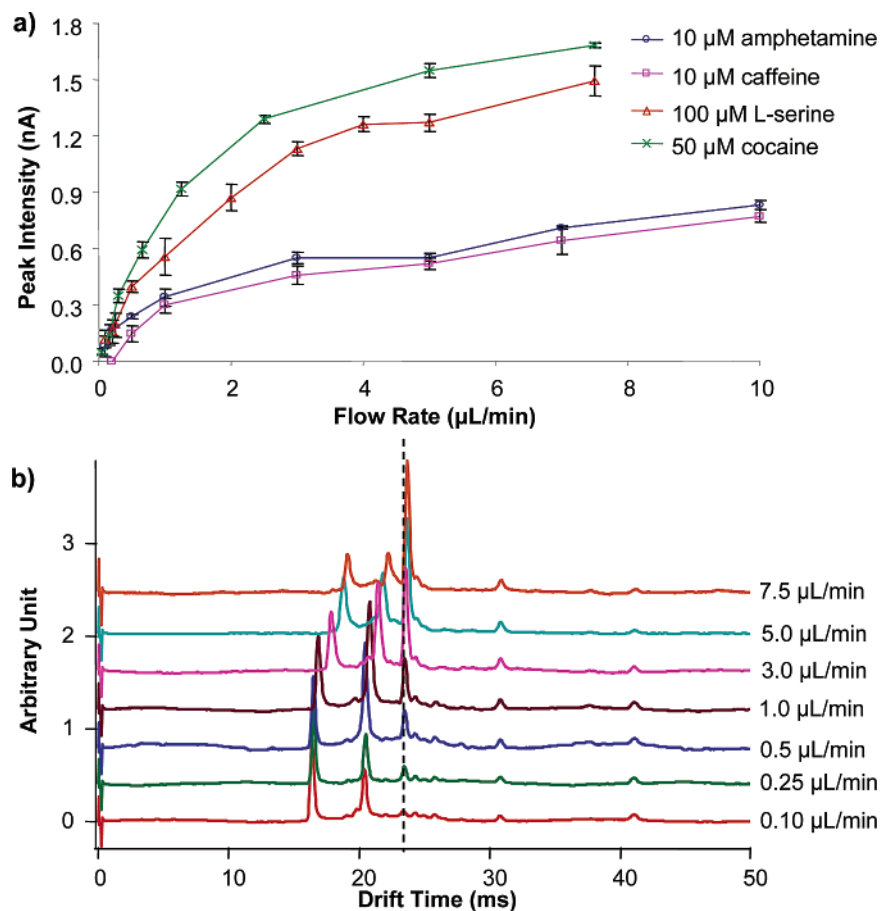 a)
1.8
1.5
1.2
0.9
0.6
0.3
0.0
Peak Intensity (nA)
10 µM amphetamine
10 µM caffeine
100 µM L-serine
50 µM cocaine
0 2 4 6 8 10
Flow Rate (µL/min)
b)
3
2
1
0
Arbitrary Unit
7.5 µL/min
5.0 µL/min
3.0 µL/min
1.0 µL/min
0.5 µL/min
0.25 µL/min
0.10 µL/min
0 10 20 30 40 50
Drift Time (ms)